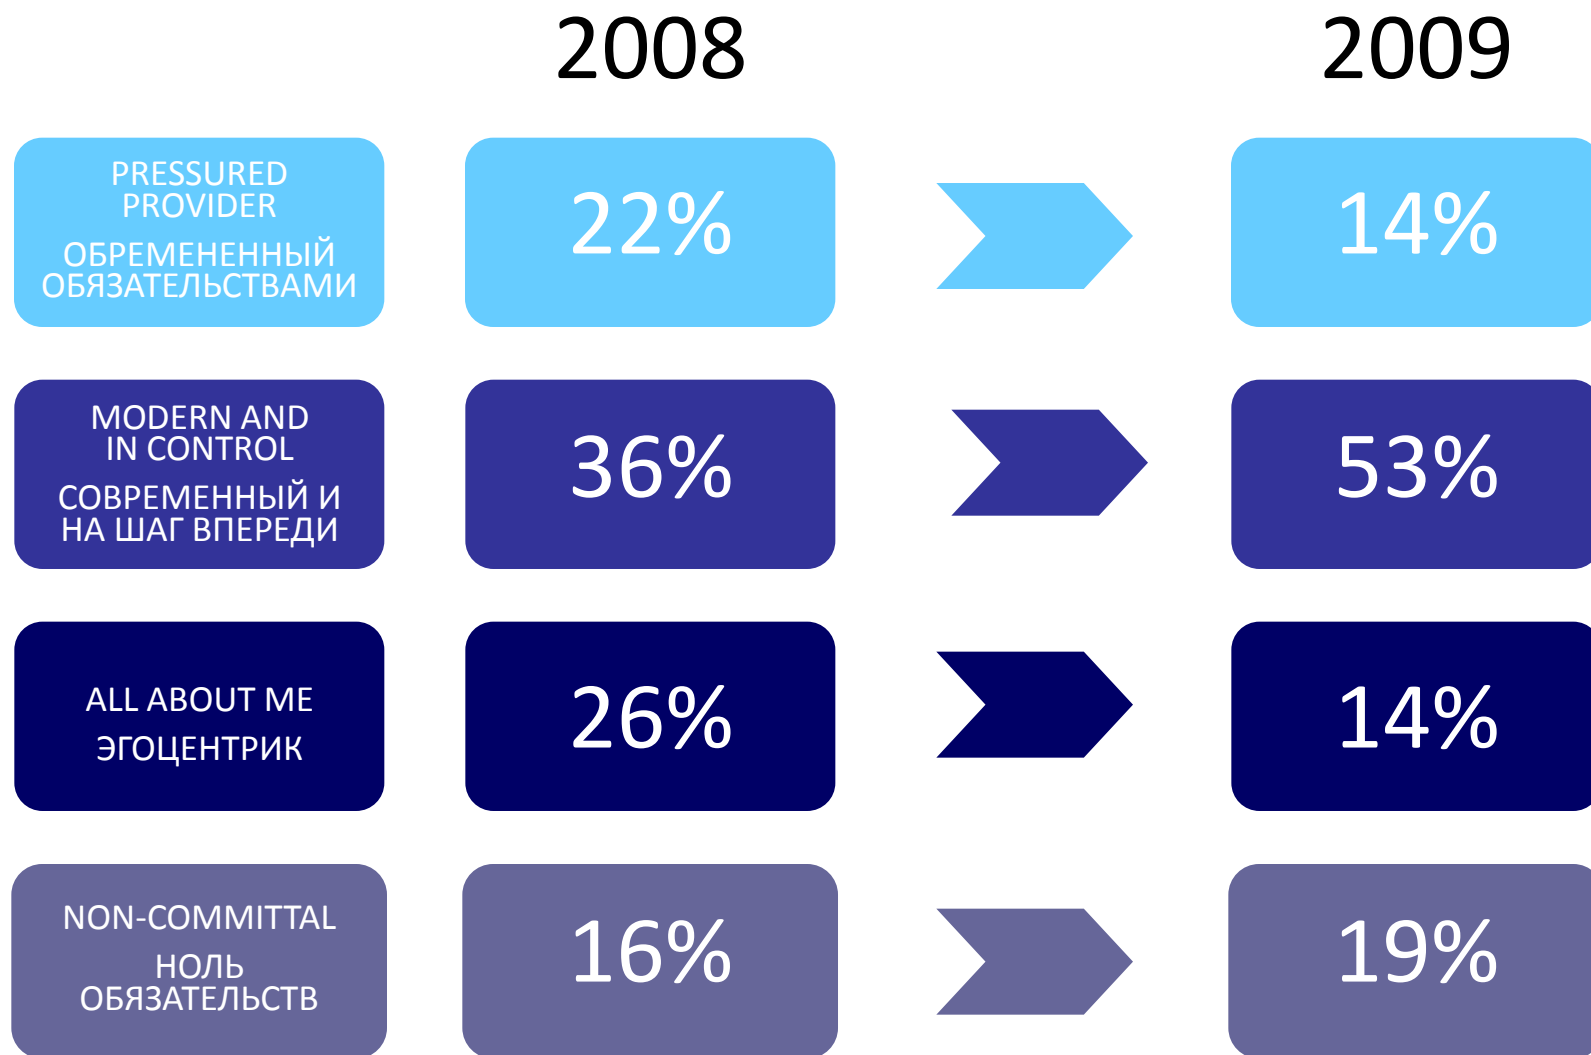 2008
2009
PRESSURED
PROVIDER
ОБРЕМЕНЕННЫЙ
ОБЯЗАТЕЛЬСТВАМИ
22%
14%
MODERN AND
IN CONTROL
СОВРЕМЕННЫЙ И
НА ШАГ ВПЕРЕДИ
36%
53%
ALL ABOUT ME
ЭГОЦЕНТРИК
26%
14%
NON-COMMITTAL
НОЛЬ
ОБЯЗАТЕЛЬСТВ
16%
19%